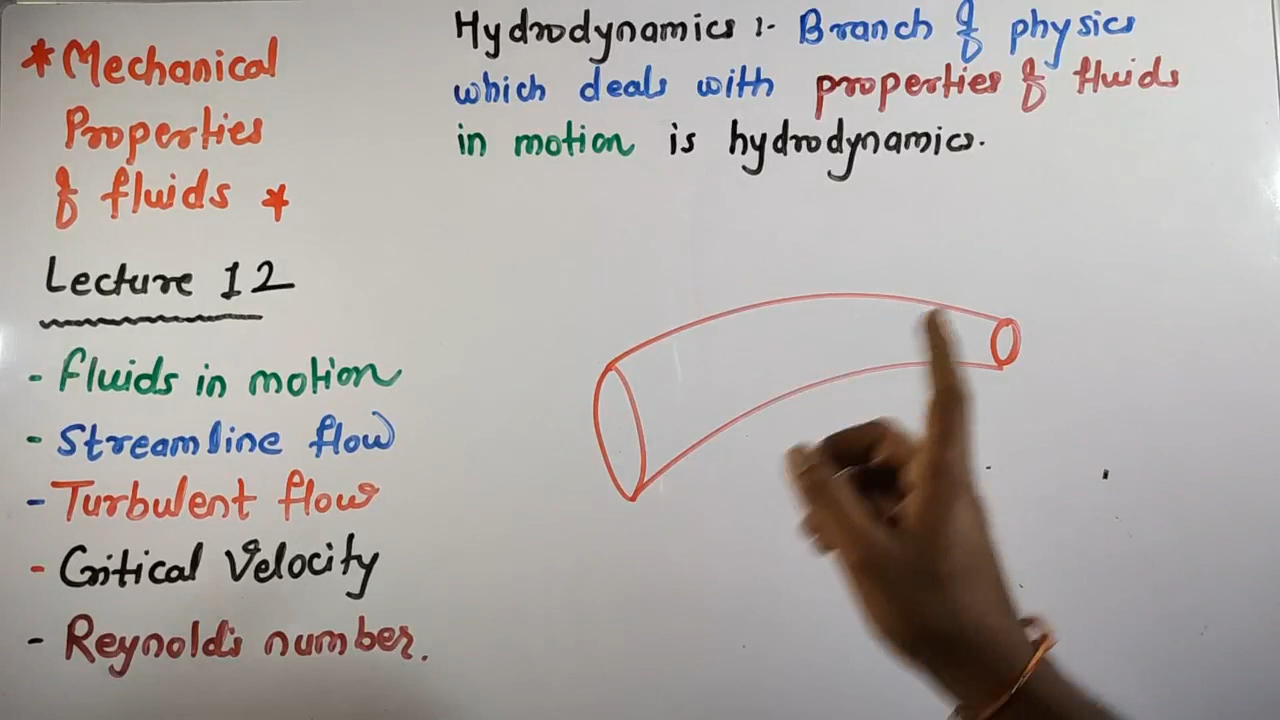 * Mechanical
Properties
of fluids *
Lecture 12
- Fluids in motion
- Streamline flow
- Turbulent flow
- Critical Velocity
- Reynold's number.
Hydrodynamics :- Branch of physics
which deals with properties of fluids
in motion is hydrodynamics.